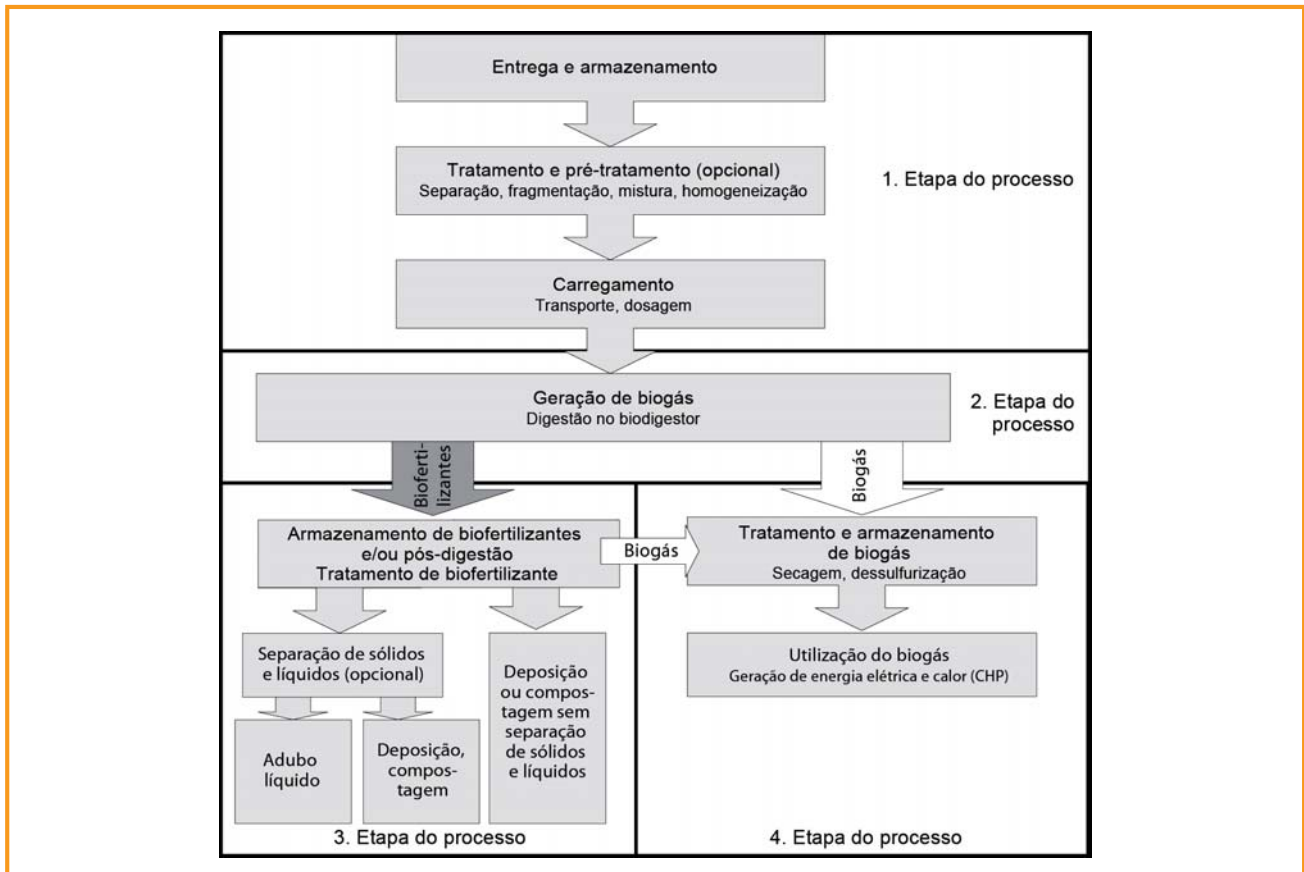 Entrega e armazenamento
Tratamento e pré-tratamento (opcional)
Separação, fragmentação, mistura, homogeneização
1. Etapa do processo
Carregamento
Transporte, dosagem
Geração de biogás
Digestão no biodigestor
2. Etapa do
processo
Bioferti-
lizantes
Biogás
Armazenamento de biofertilizantes
e/ou pós-digestão
Tratamento de biofertilizante
Biogás
Tratamento e armazenamento
de biogás
Secagem, dessulfurização
Separação de sólidos
e líquidos (opcional)
Deposição
ou compos-
tagem sem
separação
de sólidos
e líquidos
Utilização do biogás
Geração de energia elétrica e calor (CHP)
Adubo
líquido
Deposição,
compos-
tagem
3. Etapa do processo
4. Etapa do processo